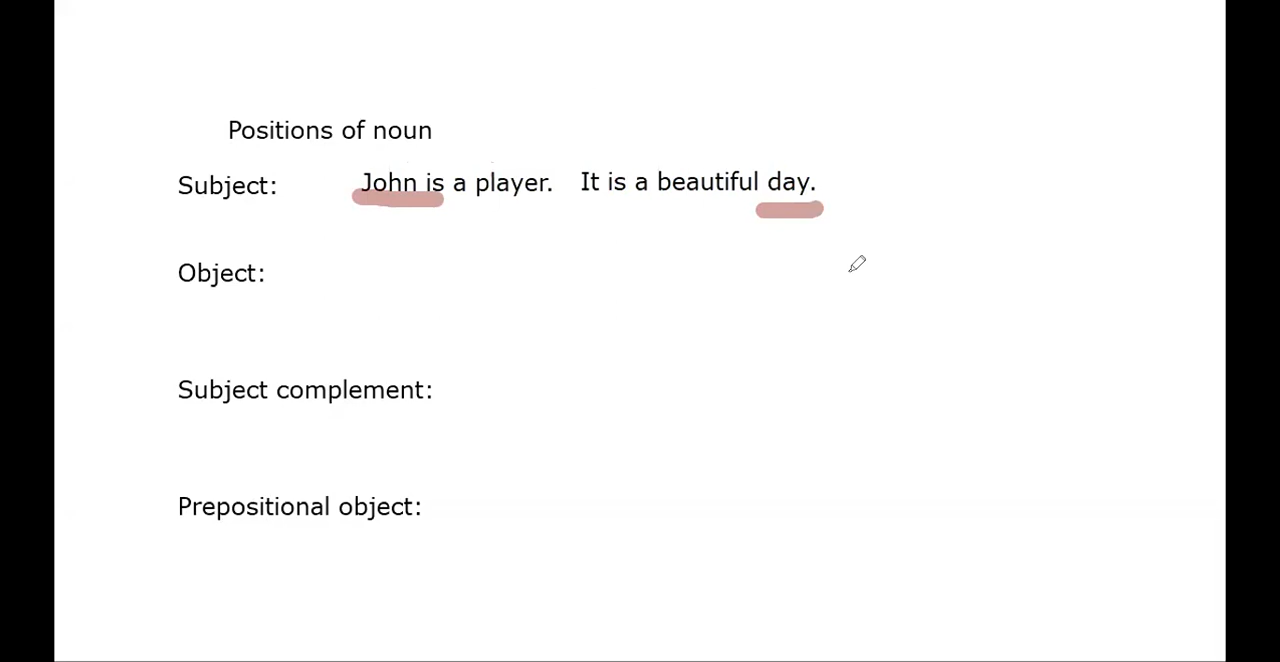 Positions of noun
Subject: John is a player. It is a beautiful day.
Object:
Subject complement:
Prepositional object: